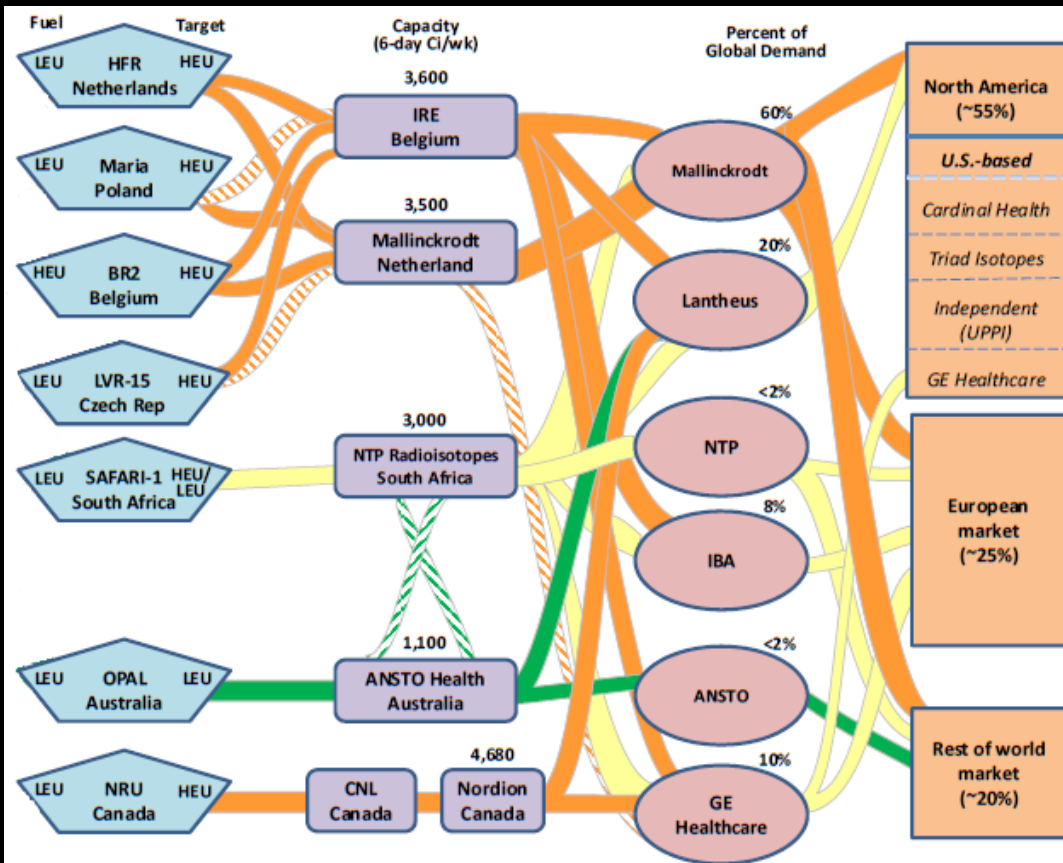 Fuel
Target
LEU
HFR
Netherlands
HEU
LEU
Maria
Poland
HEU
HEU
BR2
Belgium
HEU
LEU
LVR-15
Czech Rep
HEU
LEU
SAFARI-1
South Africa
HEU/
LEU
LEU
OPAL
Australia
LEU
LEU
NRU
Canada
HEU
Capacity
(6-day Ci/wk)
3,600
IRE
Belgium
3,500
Mallinckrodt
Netherland
3,000
NTP Radioisotopes
South Africa
1,100
ANSTO Health
Australia
CNL
Canada
4,680
Nordion
Canada
Percent of
Global Demand
60%
Mallinckrodt
20%
Lantheus
<2%
NTP
8%
IBA
<2%
ANSTO
10%
GE
Healthcare
North America
(~55%)
U.S.-based
Cardinal Health
Triad Isotopes
Independent
(UPPI)
GE Healthcare
European
market
(~25%)
Rest of world
market
(~20%)